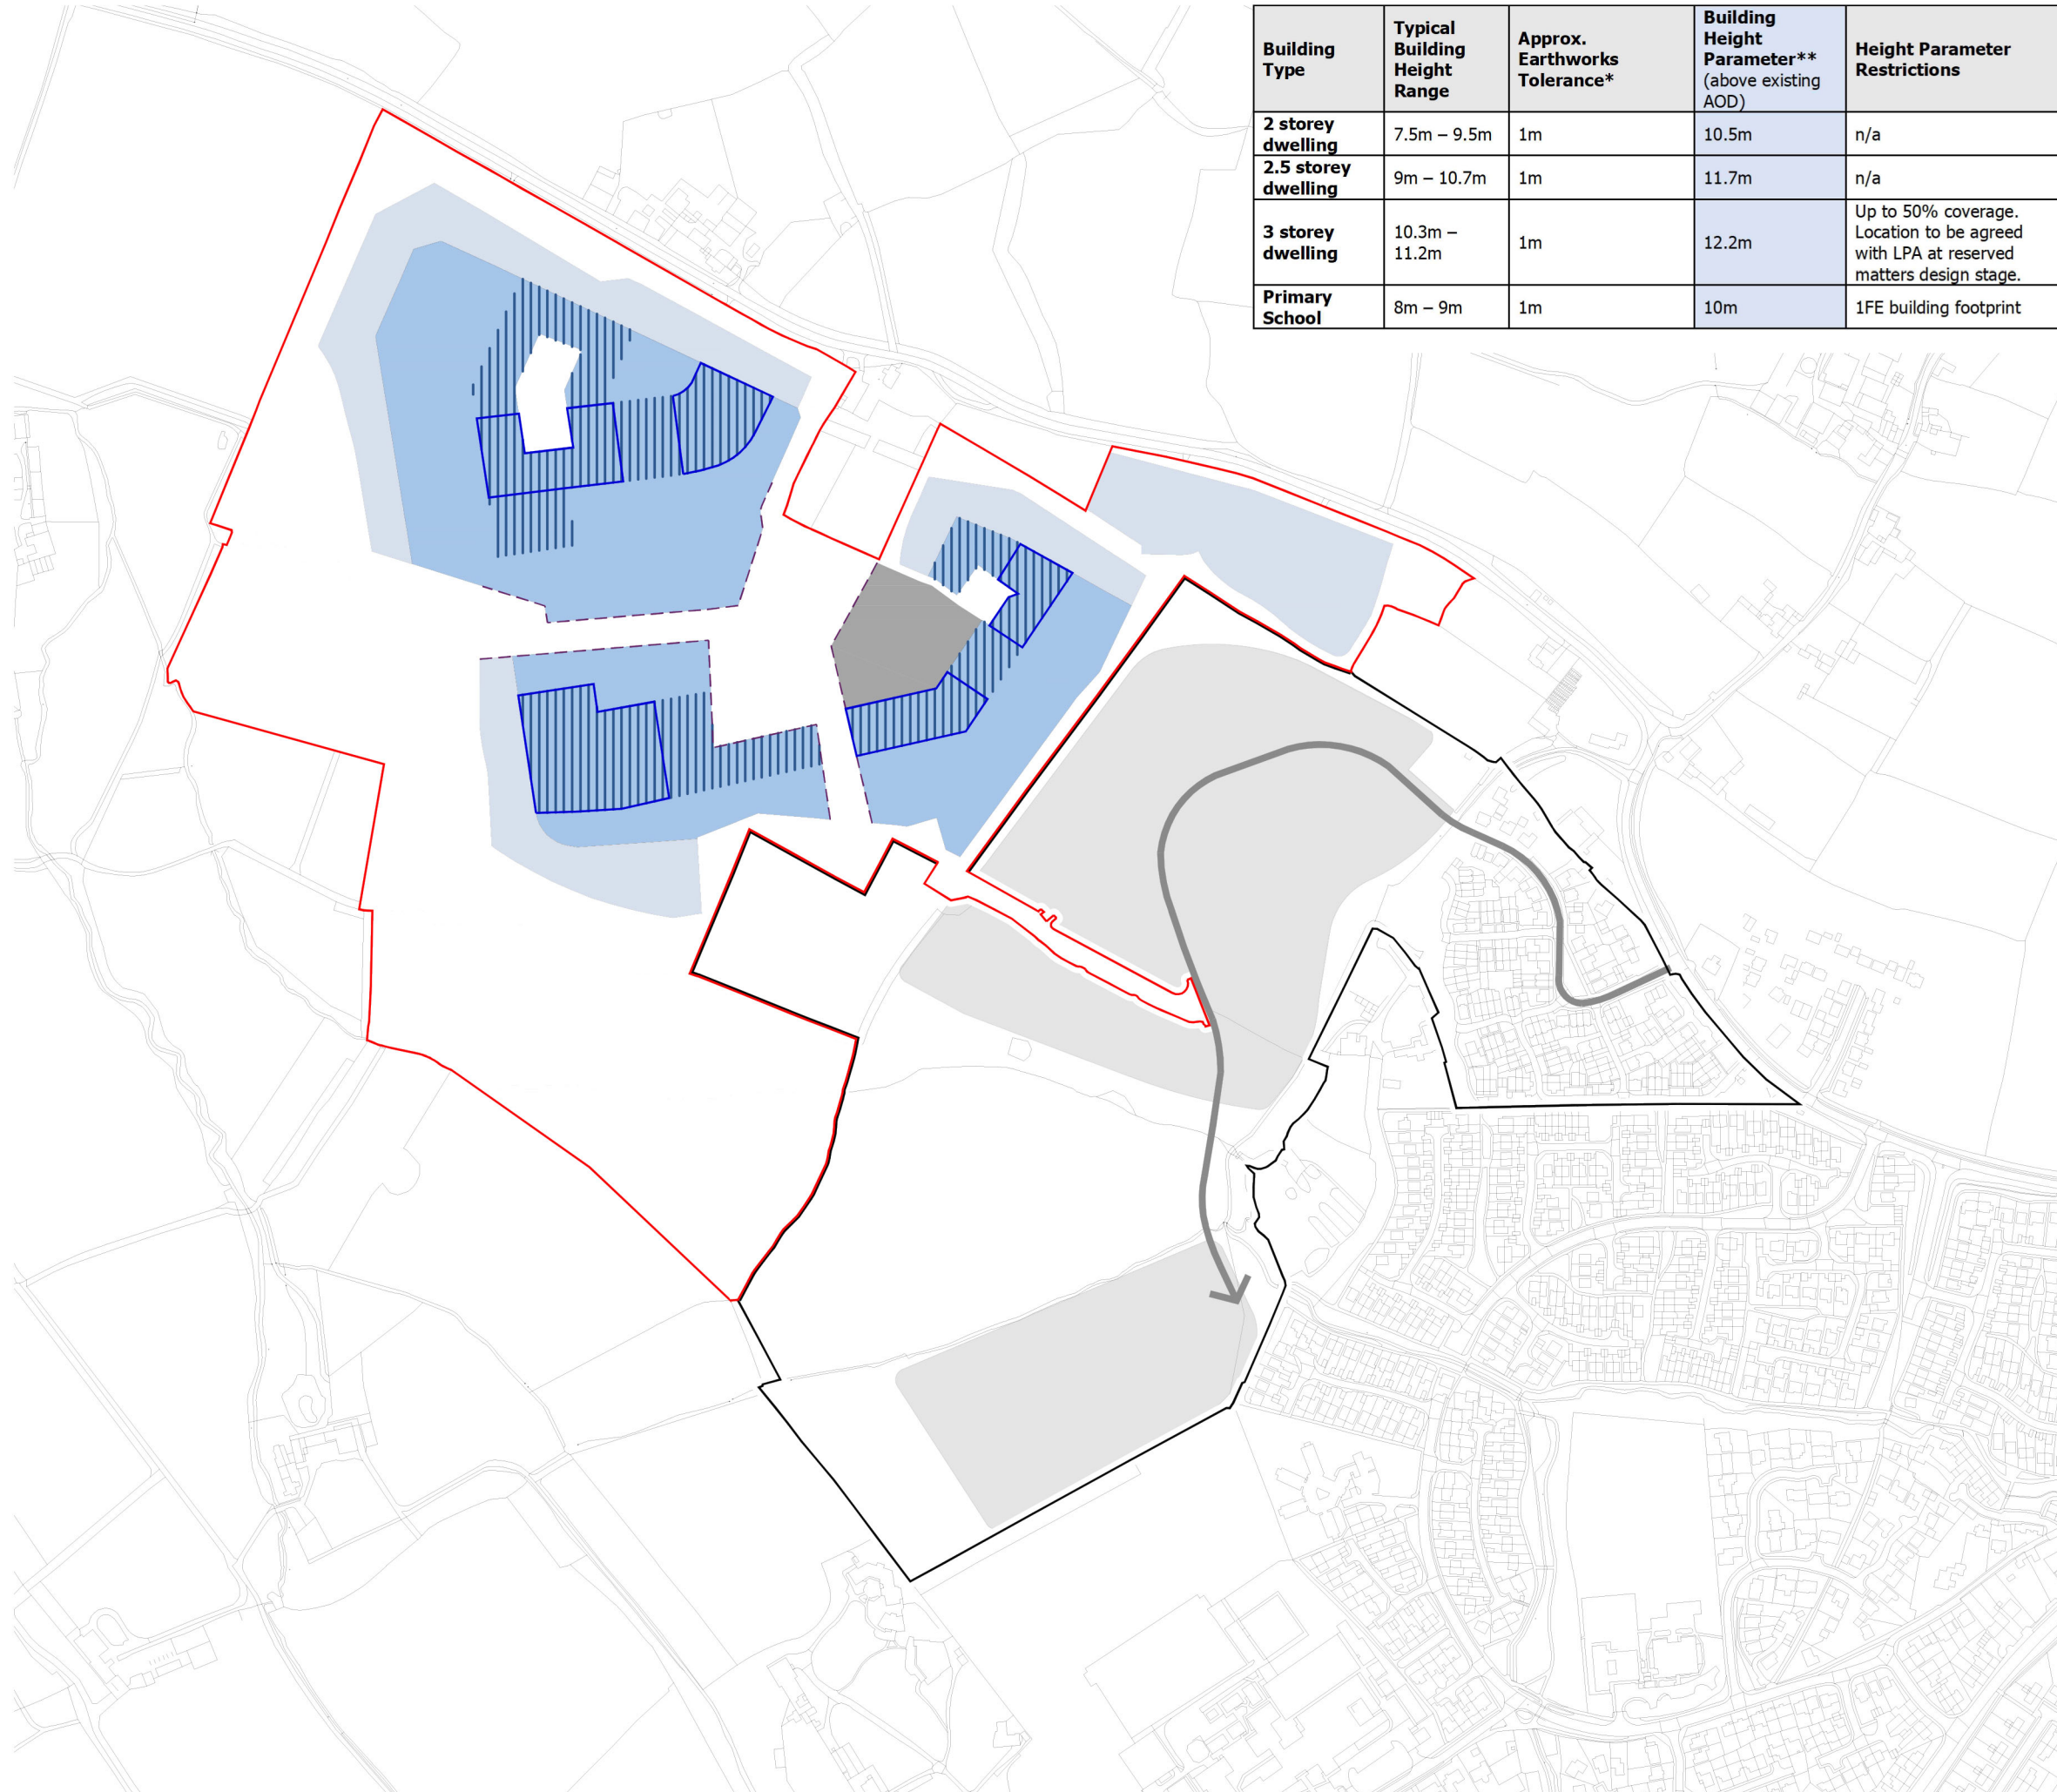 Building Type
Typical Building Height Range
Approx. Earthworks Tolerance*
Building Height Parameter** (above existing AOD)
Height Parameter Restrictions
2 storey dwelling
7.5m – 9.5m
1m
10.5m
n/a
2.5 storey dwelling
9m – 10.7m
1m
11.7m
n/a
3 storey dwelling
10.3m – 11.2m
1m
12.2m
Up to 50% coverage.
Location to be agreed
with LPA at reserved
matters design stage.
Primary School
8m – 9m
1m
10m
1FE building footprint